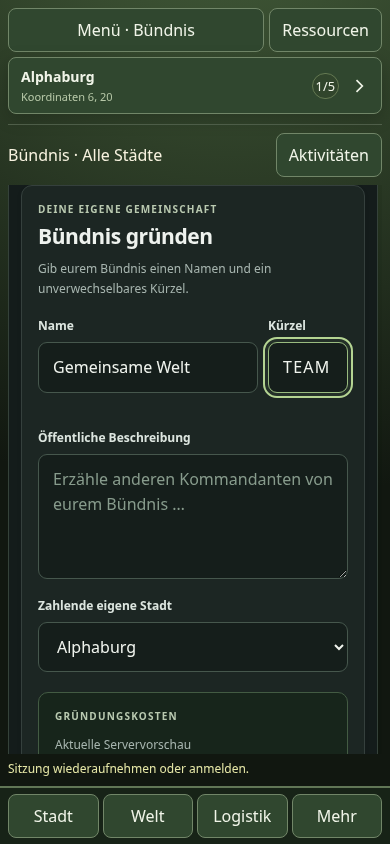 Menü · Bündnis
Ressourcen
Alphaburg
Koordinaten 6, 20
1/5
Bündnis · Alle Städte
Aktivitäten
DEINE EIGENE GEMEINSCHAFT
Bündnis gründen
Gib eurem Bündnis einen Namen und ein
unverwechselbares Kürzel.
Name
Kürzel
Gemeinsame Welt
TEAM
Öffentliche Beschreibung
Erzähle anderen Kommandanten von
eurem Bündnis …
Zahlende eigene Stadt
Alphaburg
GRÜNDUNGSKOSTEN
Aktuelle Servervorschau
Sitzung wiederaufnehmen oder anmelden.
Stadt
Welt
Logistik
Mehr